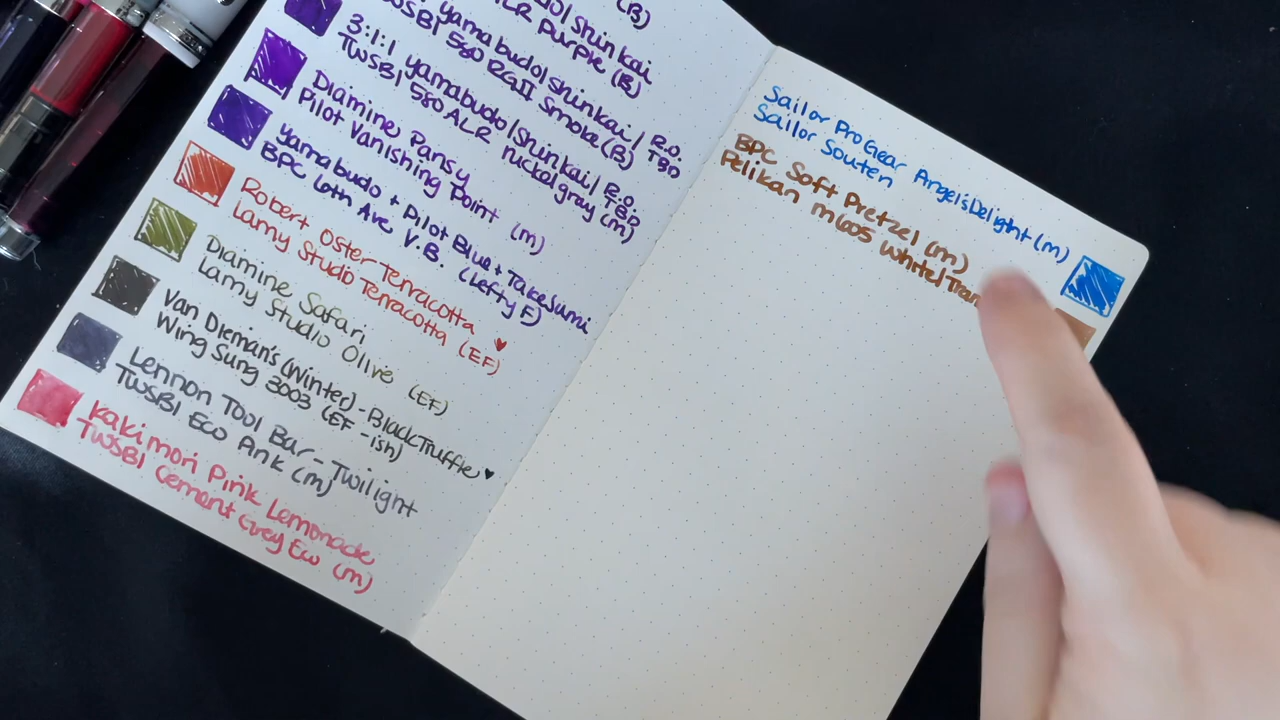 (B)
shinkai
ALR Purple (B)
yamabudo/shinkai
TWSBI 580 RGII Smoke (B)
3:1:1 yamabudo/shinkai/R.O. TBD
TWSBI 580 ALR nickel gray (m)
Diamine Pansy
Pilot Vanishing Point (m)
yamabudo + Pilot Blue + Takesumi
BPC Loth Ave V.B. (Lefty F)
Robert Oster Terracotta
Lamy Studio Terracotta (EF) ♥
Diamine Safari
Lamy Studio Olive (EF)
Van Dieman's (Winter) - Black Truffle ♥
Wing Sung 3003 (EF-ish)
Lennon Tool Bar - Twilight
TWSBI Eco (m)
Kakimori Pink Lemonade
TWSBI Cement Grey Eco (m)
Sailor ProGear Angel's Delight (m)
Sailor Souten
BPC Soft Pretzel (m)
Pelikan m605 White/Tran